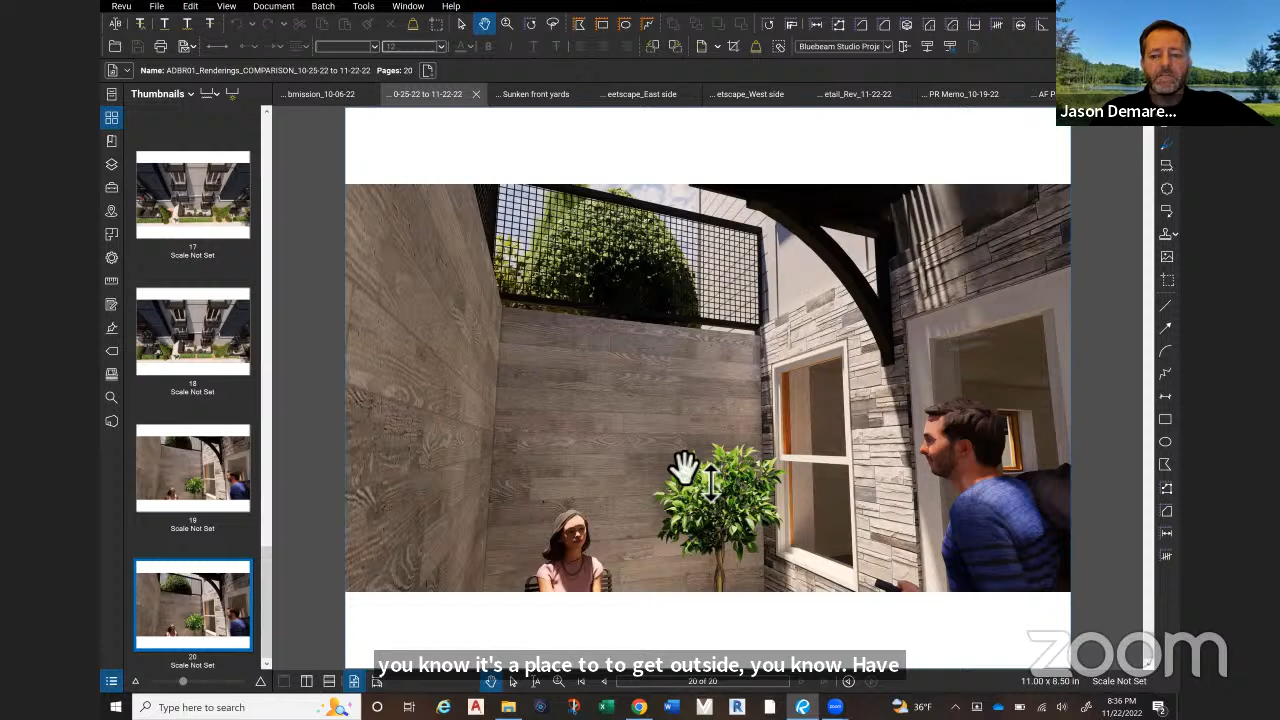 Revu File Edit View Document Batch Tools Window Help
12
Bluebeam Studio Proje
Name: ADBR01_Renderings_COMPARISON_10-25-22 to 11-22-22 Pages: 20
Thumbnails
...bmission_10-06-22
...0-25-22 to 11-22-22
...Sunken front yards
...eetscape_East side
...etscape_West side
...etail_Rev_11-22-22
...PR Memo_10-19-22
...AF P
Jason Demare...
17
Scale Not Set
18
Scale Not Set
19
Scale Not Set
20
Scale Not Set
you know it's a place to to get outside, you know. Have
zoom
20 of 20
11.00 x 8.50 in
Scale Not Set
Type here to search
36°F
8:36 PM
11/22/2022